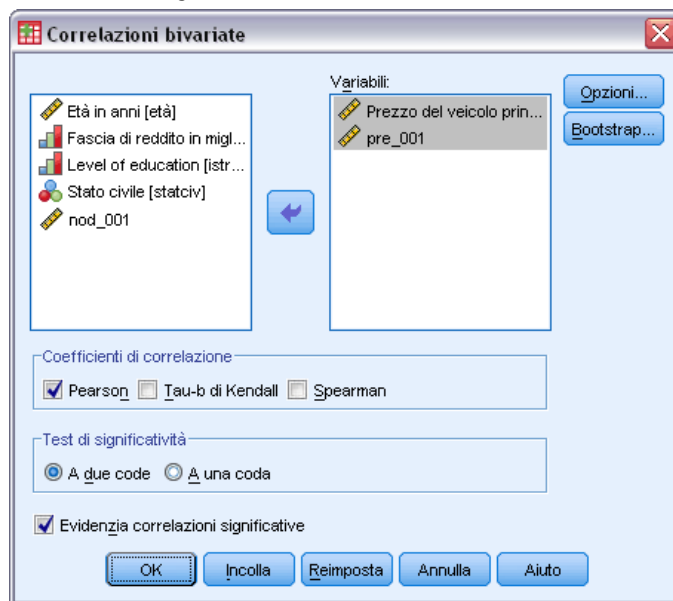 Correlazioni bivariate
Variabili:
Età in anni [età]
Fascia di reddito in migl...
Level of education [istr...
Stato civile [statciv]
nod_001
Prezzo del veicolo prin...
pre_001
Opzioni...
Bootstrap...
Coefficienti di correlazione
Pearson Tau-b di Kendall Spearman
Test di significatività
A due code A una coda
Evidenzia correlazioni significative
OK Incolla Reimposta Annulla Aiuto